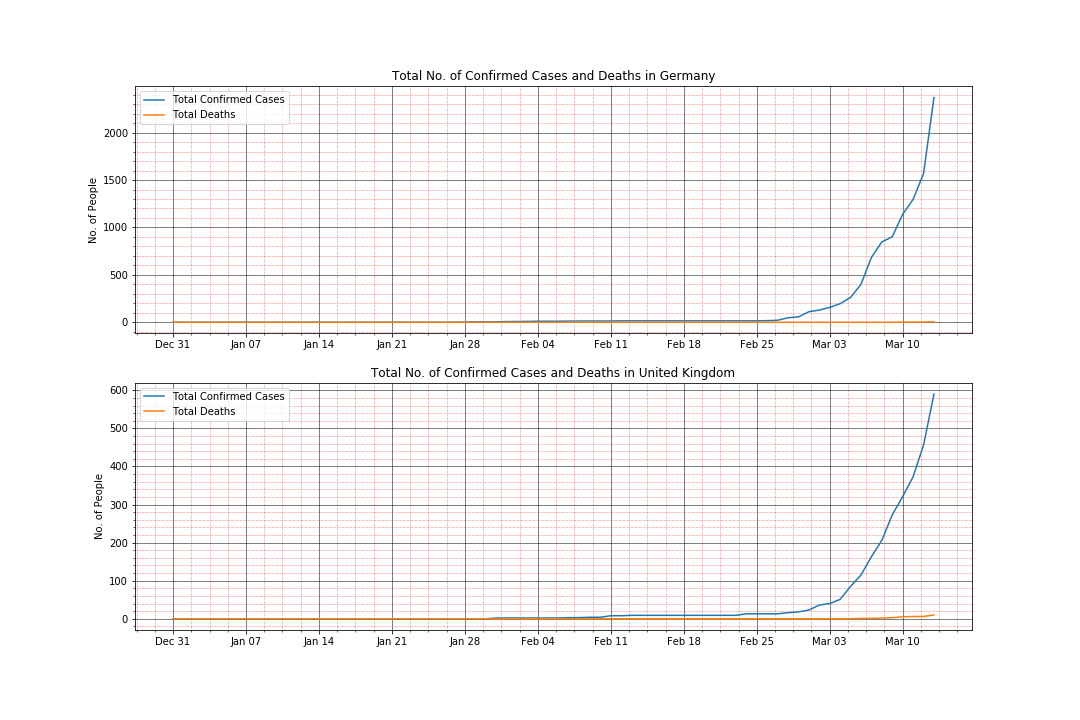 Total No. of Confirmed Cases and Deaths in Germany
Total Confirmed Cases
Total Deaths
No. of People
2000
1500
1000
500
0
Dec 31 Jan 07 Jan 14 Jan 21 Jan 28 Feb 04 Feb 11 Feb 18 Feb 25 Mar 03 Mar 10
Total No. of Confirmed Cases and Deaths in United Kingdom
Total Confirmed Cases
Total Deaths
No. of People
600
500
400
300
200
100
0
Dec 31 Jan 07 Jan 14 Jan 21 Jan 28 Feb 04 Feb 11 Feb 18 Feb 25 Mar 03 Mar 10